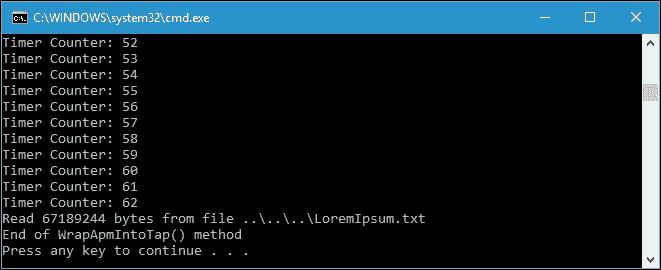 C:\WINDOWS\system32\cmd.exe
Timer Counter: 52
Timer Counter: 53
Timer Counter: 54
Timer Counter: 55
Timer Counter: 56
Timer Counter: 57
Timer Counter: 58
Timer Counter: 59
Timer Counter: 60
Timer Counter: 61
Timer Counter: 62
Read 67189244 bytes from file ..\..\..\LoremIpsum.txt
End of WrapApmIntoTap() method
Press any key to continue . . .